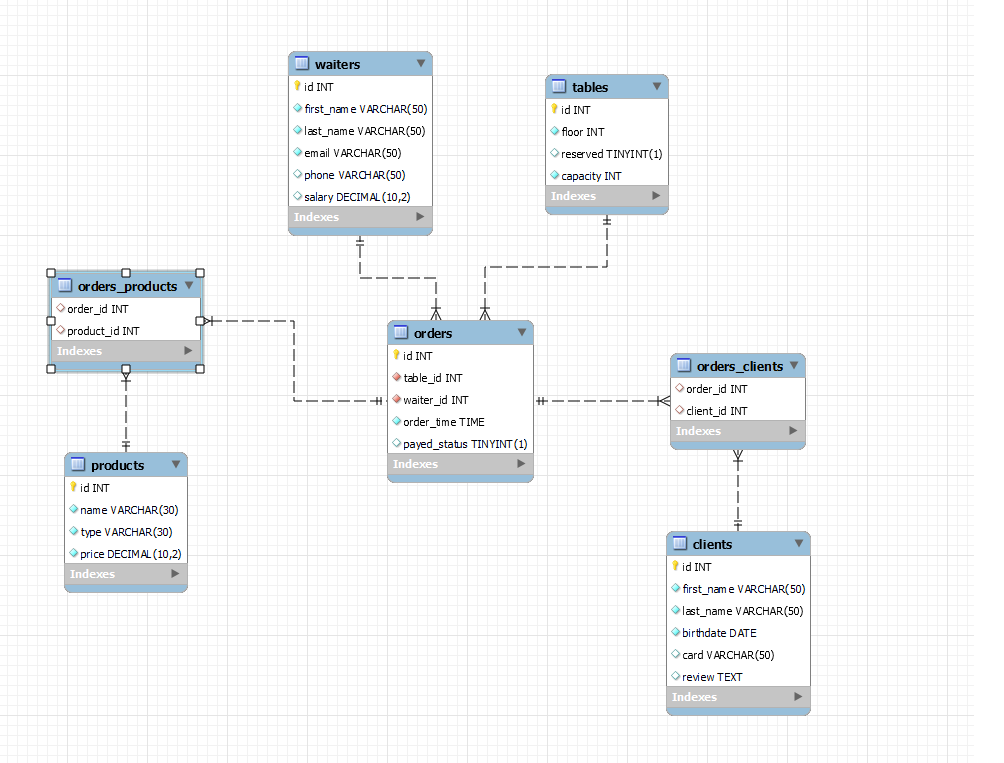 waiters
id INT
first_name VARCHAR(50)
last_name VARCHAR(50)
email VARCHAR(50)
phone VARCHAR(50)
salary DECIMAL(10,2)
Indexes
tables
id INT
floor INT
reserved TINYINT(1)
capacity INT
Indexes
orders_products
order_id INT
product_id INT
Indexes
orders
id INT
table_id INT
waiter_id INT
order_time TIME
payed_status TINYINT(1)
Indexes
orders_clients
order_id INT
client_id INT
Indexes
products
id INT
name VARCHAR(30)
type VARCHAR(30)
price DECIMAL(10,2)
Indexes
clients
id INT
first_name VARCHAR(50)
last_name VARCHAR(50)
birthdate DATE
card VARCHAR(50)
review TEXT
Indexes